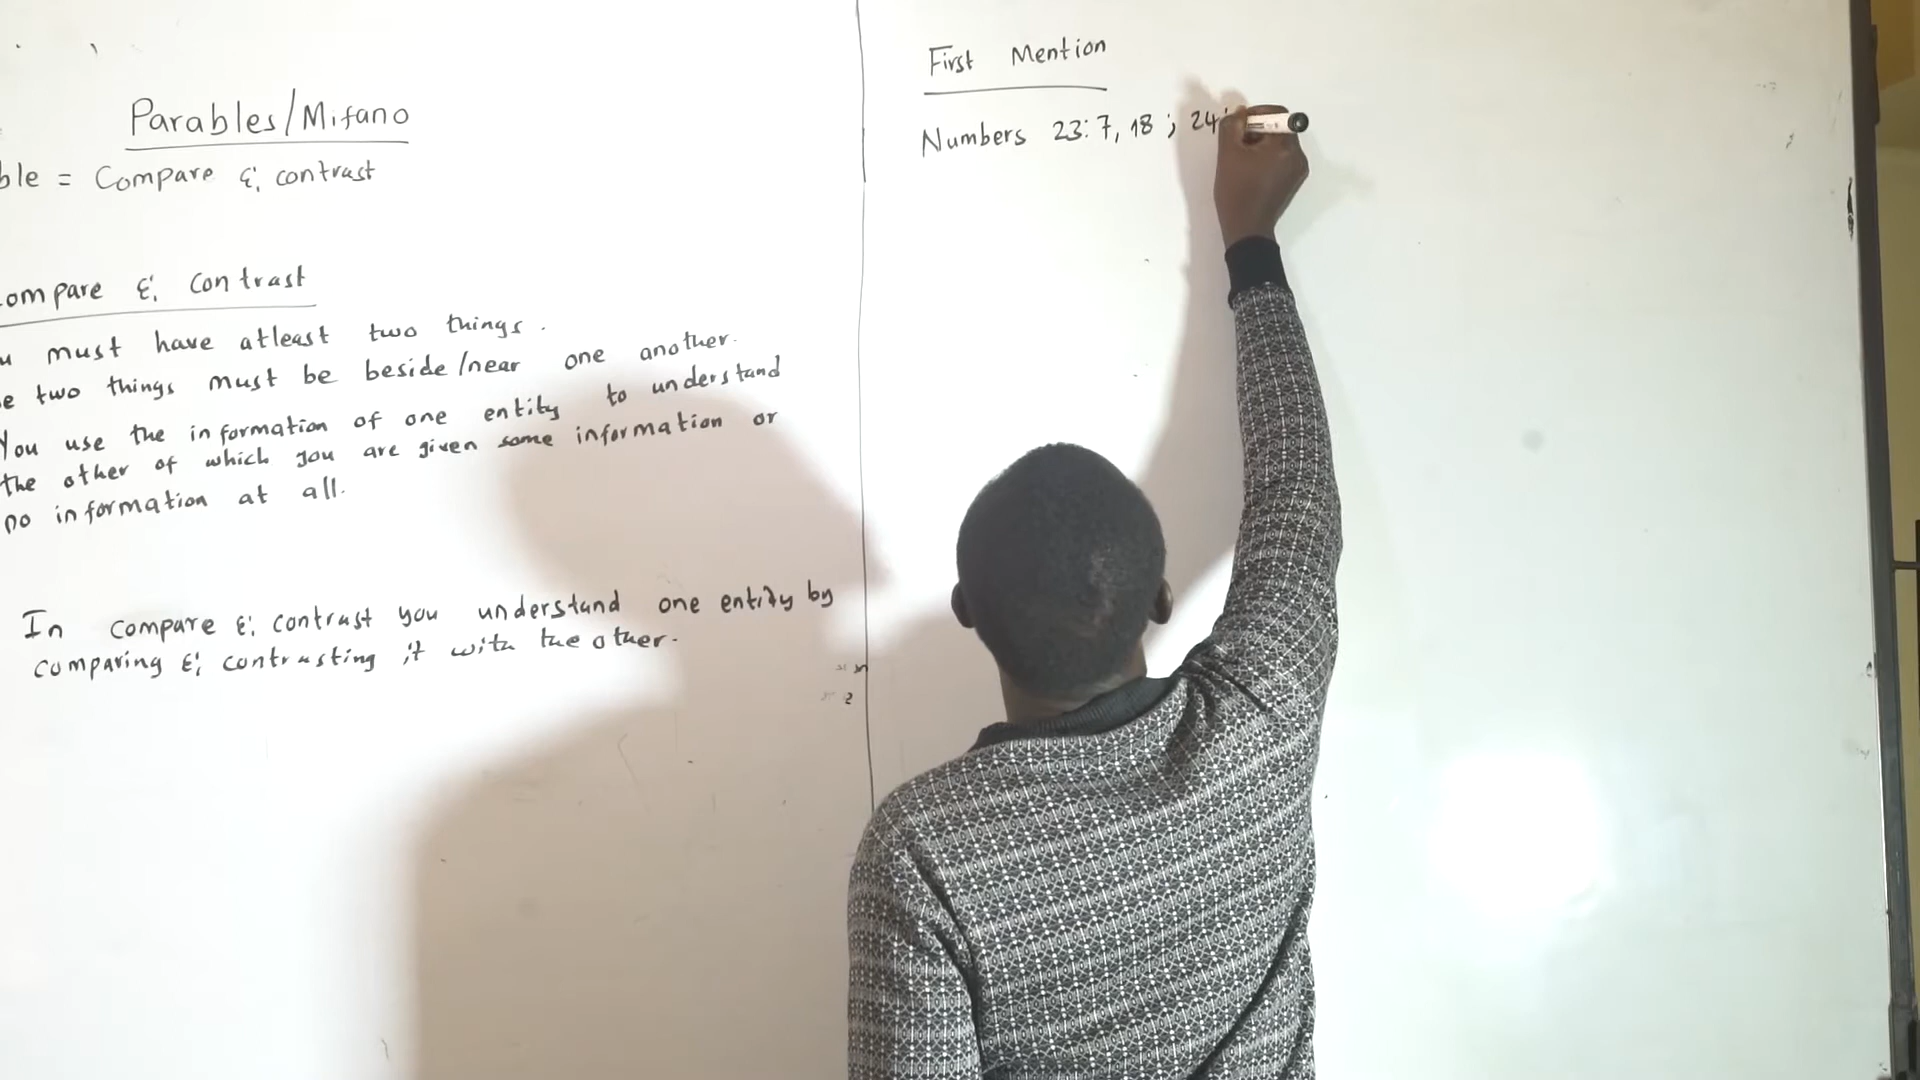 Parables/Mifano
ble = Compare & contrast
ompare & contrast
u must have atleast two things.
e two things must be beside/near one another.
You use the information of one entity to understand
the other of which you are given some information or
no information at all.
In compare & contrast you understand one entity by
comparing & contrasting it with the other.
First Mention
Numbers 23:7, 18; 24: